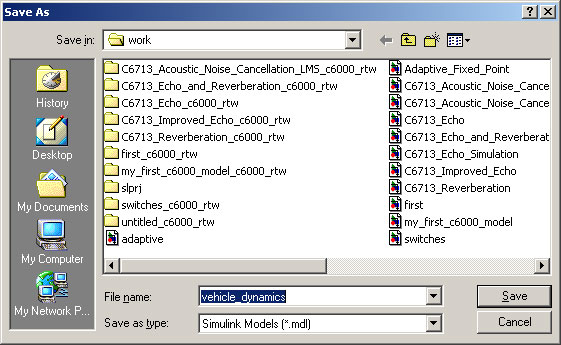 Save As
Save in: work
History
Desktop
My Documents
My Computer
My Network P...
C6713_Acoustic_Noise_Cancellation_LMS_c6000_rtw
C6713_Echo_and_Reverberation_c6000_rtw
C6713_Echo_c6000_rtw
C6713_Improved_Echo_c6000_rtw
C6713_Reverberation_c6000_rtw
first_c6000_rtw
my_first_c6000_model_c6000_rtw
slprj
switches_c6000_rtw
untitled_c6000_rtw
adaptive
Adaptive_Fixed_Point
C6713_Acoustic_Noise_Cance
C6713_Acoustic_Noise_Cance
C6713_Echo
C6713_Echo_and_Reverberat
C6713_Echo_Simulation
C6713_Improved_Echo
C6713_Reverberation
first
my_first_c6000_model
switches
File name: vehicle_dynamics
Save
Save as type: Simulink Models (*.mdl)
Cancel